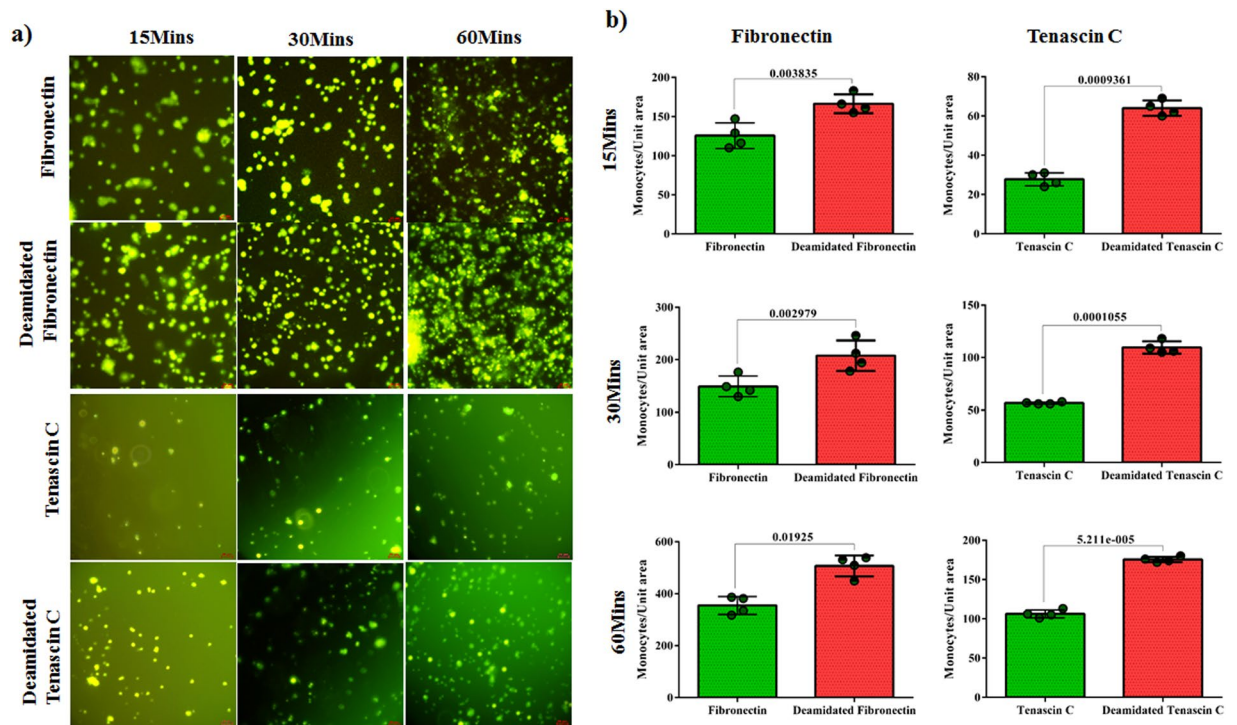 a)
15Mins 30Mins 60Mins
Fibronectin
Deamidated
Fibronectin
Tenascin C
Deamidated
Tenascin C
b)
Fibronectin Tenascin C
15Mins
Monocytes/Unit area
200
150
100
50
0
0.003835
Fibronectin Deamidated Fibronectin
Monocytes/Unit area
80
60
40
20
0
0.0009361
Tenascin C Deamidated Tenascin C
30Mins
Monocytes/Unit area
300
200
100
0
0.002979
Fibronectin Deamidated Fibronectin
Monocytes/Unit area
150
100
50
0
0.0001055
Tenascin C Deamidated Tenascin C
60Mins
Monocytes/Unit area
600
400
200
0
0.01925
Fibronectin Deamidated Fibronectin
Monocytes/Unit area
200
150
100
50
0
5.211e-005
Tenascin C Deamidated Tenascin C